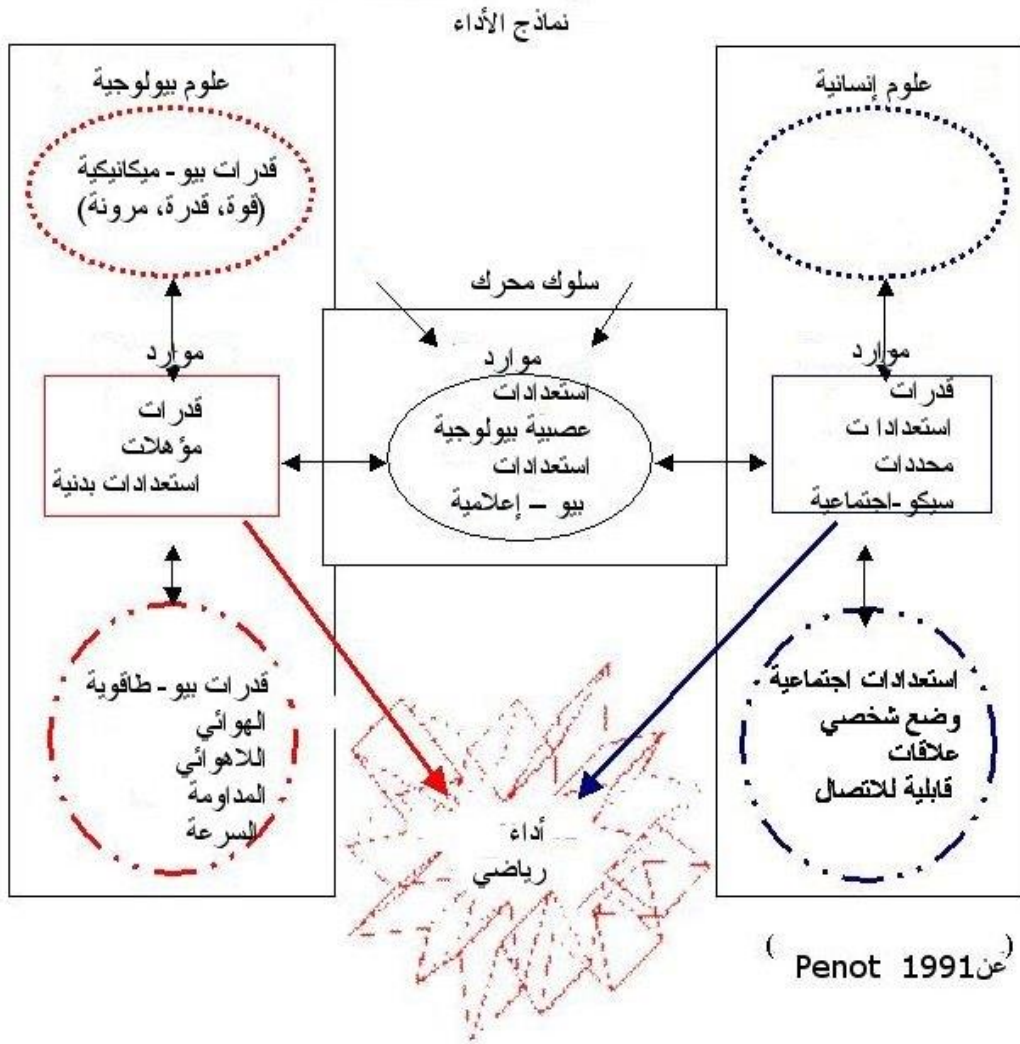 نماذج الأداء
علوم إنسانية
علوم بيولوجية
قدرات بيو - ميكانيكية
(قوة، قدرة، مرونة)
سلوك محرك
موارد
قدرات
استعدادات
محددات
سيكو-اجتماعية
موارد
استعدادات
عصبية بيولوجية
استعدادات
بيو – إعلامية
موارد
قدرات
مؤهلات
استعدادات بدنية
استعدادات اجتماعية
وضع شخصي
علاقات
قابلية للاتصال
قدرات بيو - طاقوية
الهوائي
اللاهوائي
المداومة
السرعة
أداء
رياضي
(عن Penot 1991)